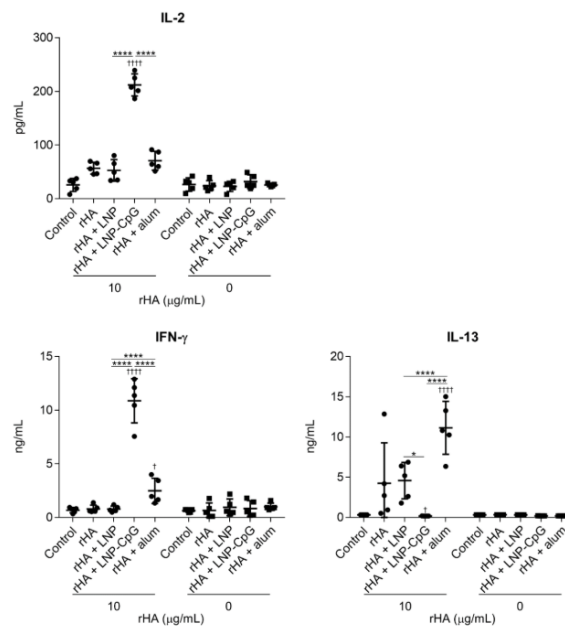 IL-2
**** ****
††††
300
200
100
0
pg/mL
Control
rHA
rHA + LNP
rHA + LNP-CpG
rHA + alum
Control
rHA
rHA + LNP
rHA + LNP-CpG
rHA + alum
10 0
rHA (μg/mL)
IFN-γ
****
**** ****
††††
†
15
10
5
0
ng/mL
Control
rHA
rHA + LNP
rHA + LNP-CpG
rHA + alum
Control
rHA
rHA + LNP
rHA + LNP-CpG
rHA + alum
10 0
rHA (μg/mL)
IL-13
****
****
††††
*
†
20
15
10
5
0
ng/mL
Control
rHA
rHA + LNP
rHA + LNP-CpG
rHA + alum
Control
rHA
rHA + LNP
rHA + LNP-CpG
rHA + alum
10 0
rHA (μg/mL)